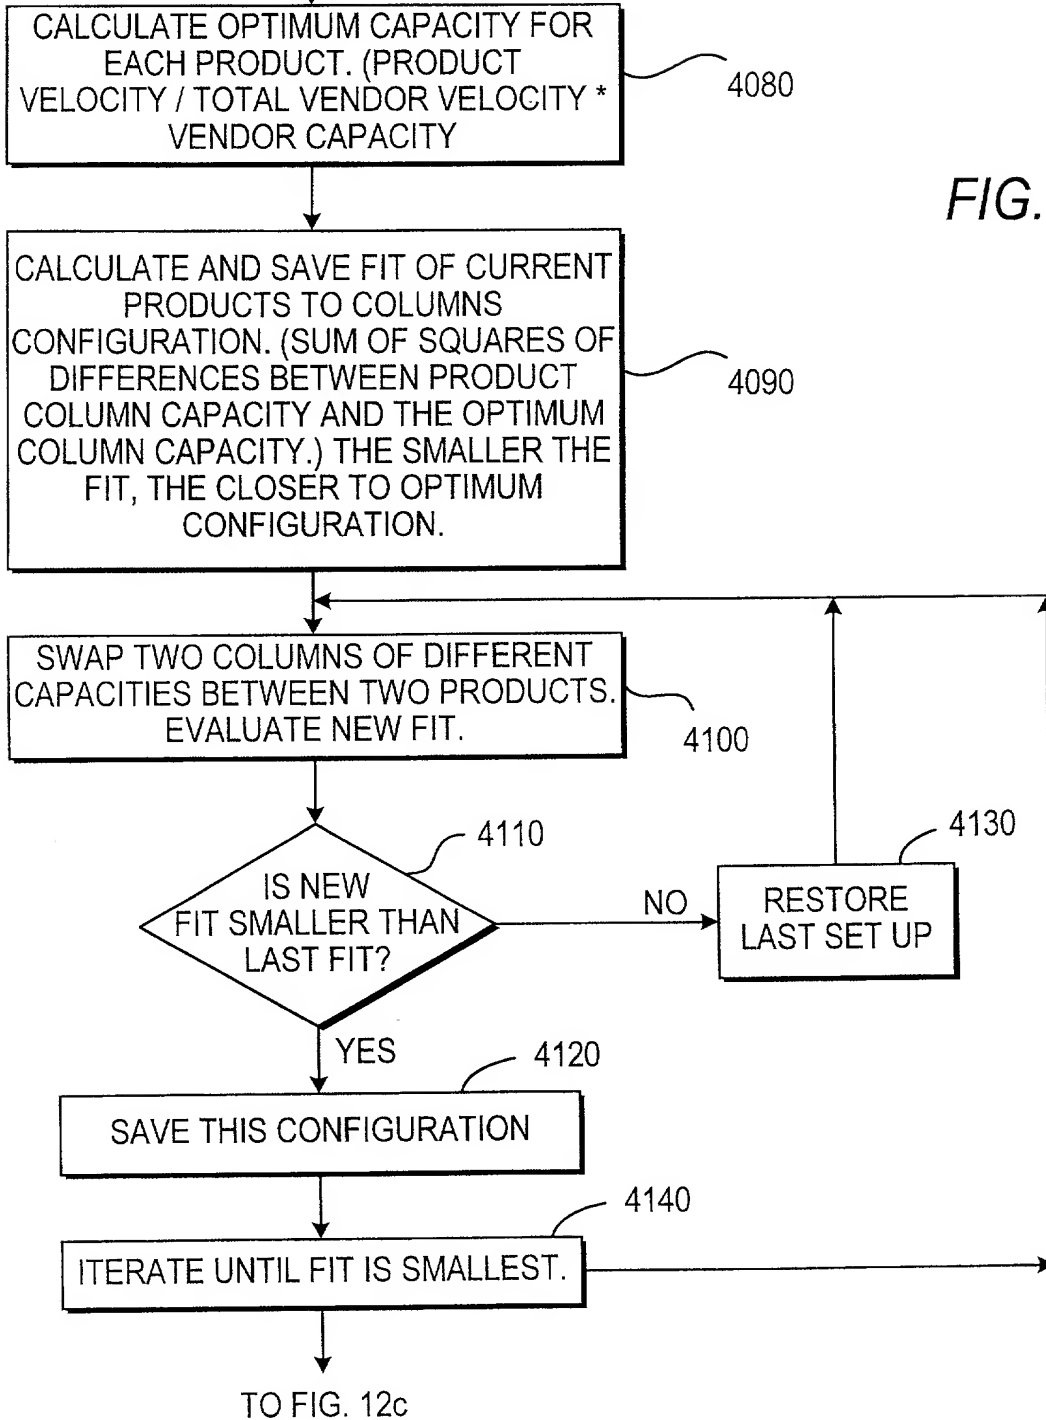 CALCULATE OPTIMUM CAPACITY FOR
EACH PRODUCT. (PRODUCT
VELOCITY / TOTAL VENDOR VELOCITY *
VENDOR CAPACITY
4080
FIG.
CALCULATE AND SAVE FIT OF CURRENT
PRODUCTS TO COLUMNS
CONFIGURATION. (SUM OF SQUARES OF
DIFFERENCES BETWEEN PRODUCT
COLUMN CAPACITY AND THE OPTIMUM
COLUMN CAPACITY.) THE SMALLER THE
FIT, THE CLOSER TO OPTIMUM
CONFIGURATION.
4090
SWAP TWO COLUMNS OF DIFFERENT
CAPACITIES BETWEEN TWO PRODUCTS.
EVALUATE NEW FIT.
4100
IS NEW
FIT SMALLER THAN
LAST FIT?
4110
NO
RESTORE
LAST SET UP
4130
YES
SAVE THIS CONFIGURATION
4120
ITERATE UNTIL FIT IS SMALLEST.
4140
TO FIG. 12c